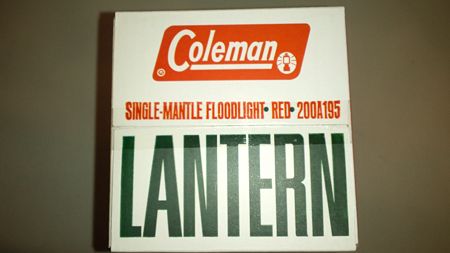 Coleman
®
SINGLE-MANTLE FLOODLIGHT • RED • 200A195
LANTERN